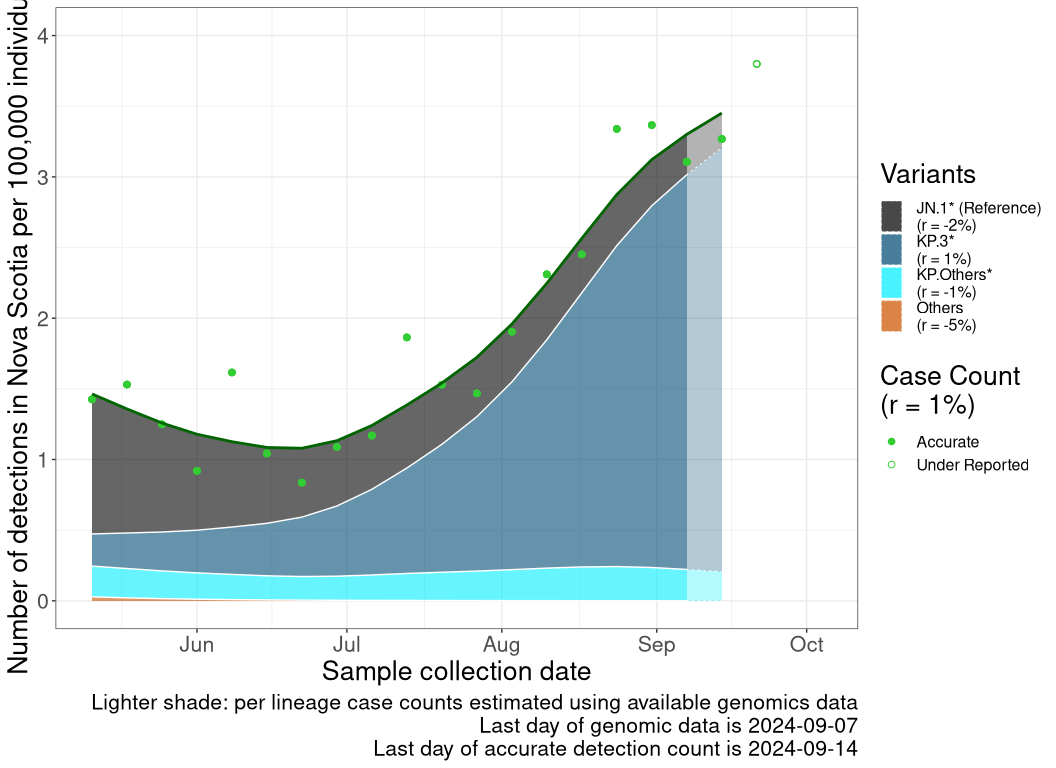 Number of detections in Nova Scotia per 100,000 individu
4
3
2
1
0
Jun
Jul
Aug
Sep
Oct
Sample collection date
Lighter shade: per lineage case counts estimated using available genomics data
Last day of genomic data is 2024-09-07
Last day of accurate detection count is 2024-09-14
Variants
JN.1* (Reference)
(r = -2%)
KP.3*
(r = 1%)
KP.Others*
(r = -1%)
Others
(r = -5%)
Case Count
(r = 1%)
Accurate
Under Reported